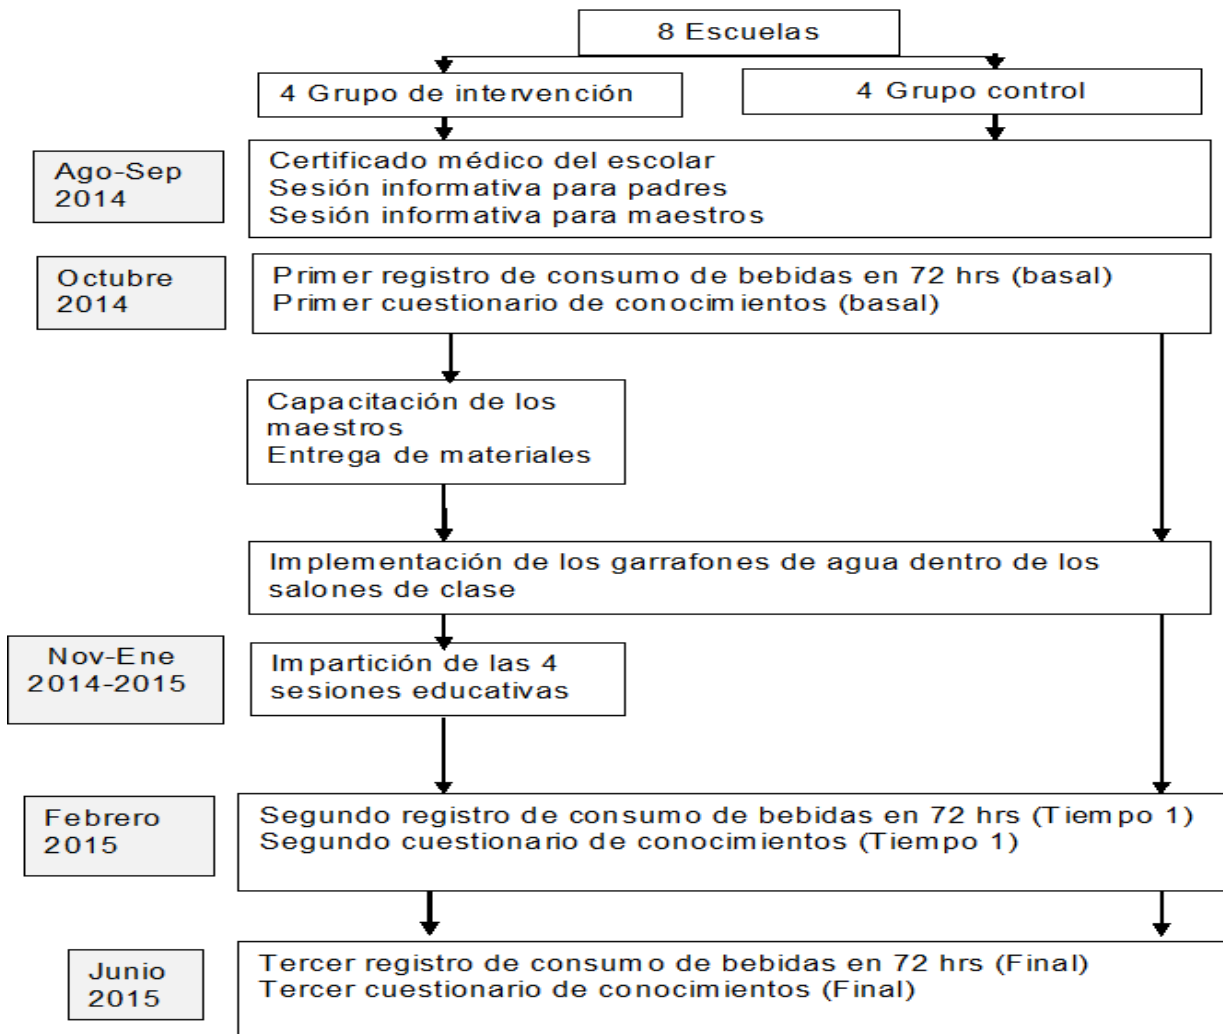 8 Escuelas
4 Grupo de intervención
4 Grupo control
Ago-Sep
2014
Certificado médico del escolar
Sesión informativa para padres
Sesión informativa para maestros
Octubre
2014
Primer registro de consumo de bebidas en 72 hrs (basal)
Primer cuestionario de conocimientos (basal)
Capacitación de los
maestros
Entrega de materiales
Implementación de los garrafones de agua dentro de los
salones de clase
Nov-Ene
2014-2015
Impartición de las 4
sesiones educativas
Febrero
2015
Segundo registro de consumo de bebidas en 72 hrs (Tiempo 1)
Segundo cuestionario de conocimientos (Tiempo 1)
Junio
2015
Tercer registro de consumo de bebidas en 72 hrs (Final)
Tercer cuestionario de conocimientos (Final)